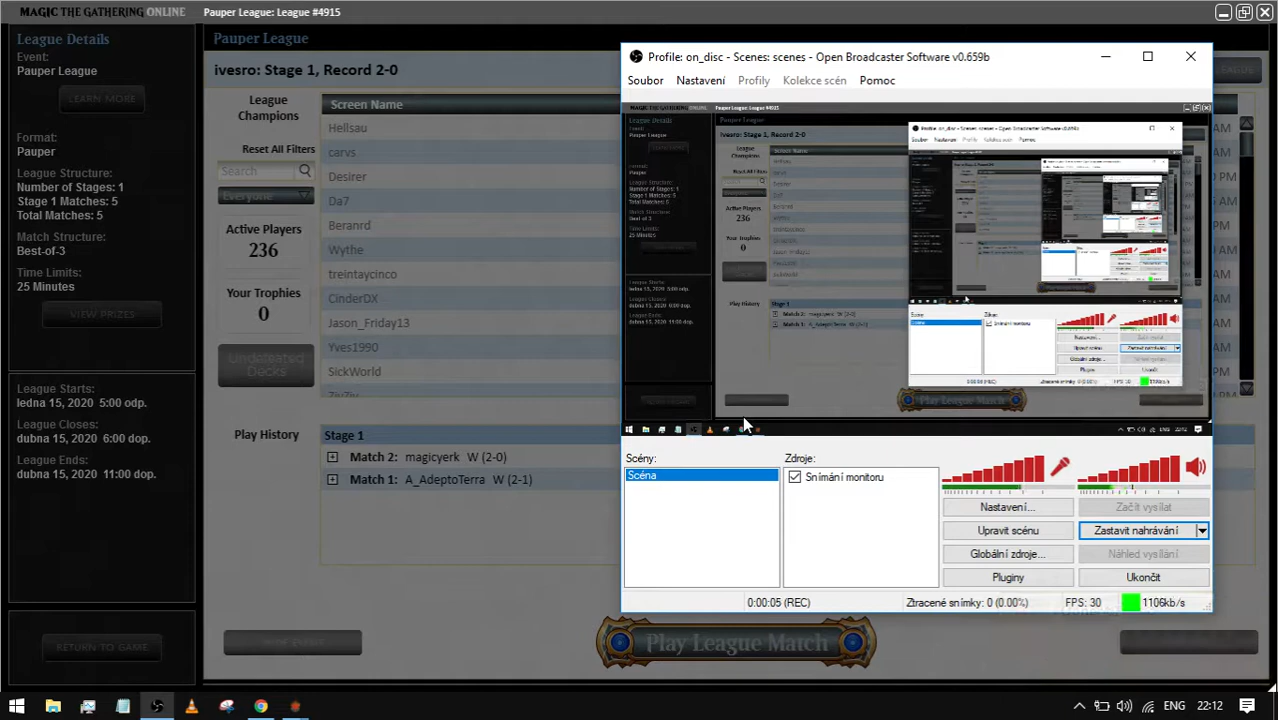 MAGIC THE GATHERING ONLINE Pauper League: League #4915
League Details
Event:
Pauper League
LEARN MORE
Format:
Pauper
League Structure:
Number of Stages: 1
Stage 1 Matches: 5
Total Matches: 5
Match Structure:
Best-of-3
Time Limits:
25 Minutes
VIEW PRIZES
League Starts:
ledna 15, 2020 5:00 odp.
League Closes:
dubna 15, 2020 6:00 dop.
League Ends:
dubna 15, 2020 11:00 dop.
RETURN TO GAME
Pauper League
ivesro: Stage 1, Record 2-0
League
Champions
Reset All Filters
Search
Everyone
Active Players
236
Your Trophies
0
Undefeated
Decks
Screen Name
Hellsau
carvs
Da7
Beranrd
Wythe
treintaycinco
CinderDX
Jason_Friday13
Yves1990
SickWorld
Play History
Stage 1
Match 2: magicyerk W (2-0)
Match 1: A_AdeptoTerra W (2-1)
Play League Match
Profile: on_disc - Scenes: scenes - Open Broadcaster Software v0.659b
Soubor Nastavení Profily Kolekce scén Pomoc
Scény:
Scéna
Zdroje:
Snímání monitoru
Nastavení...
Začít vysílat
Upravit scénu
Zastavit nahrávání
Globální zdroje...
Náhled vysílání
Pluginy
Ukončit
0:00:05 (REC)
Ztracené snímky: 0 (0.00%)
FPS: 30
1106kb/s
ENG 22:12